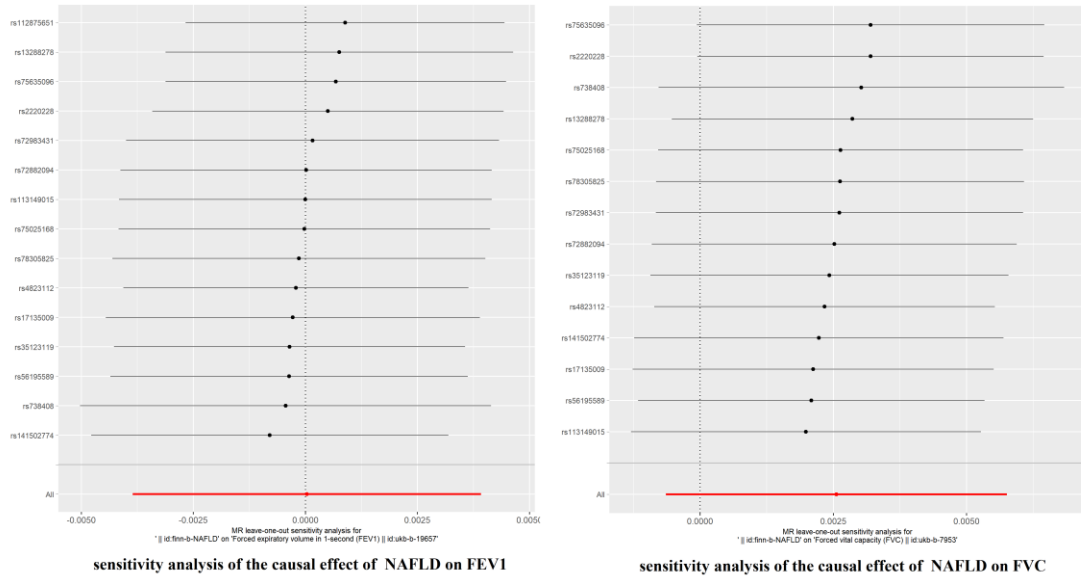 rs112875651
rs13288278
rs75635096
rs2220228
rs72983431
rs72882094
rs113149015
rs75025168
rs78305825
rs4823112
rs17135009
rs35123119
rs56195589
rs738408
rs141502774
All
-0.0050
-0.0025
0.0000
0.0025
0.0050
MR leave-one-out sensitivity analysis for
' || id:finn-b-NAFLD' on 'Forced expiratory volume in 1-second (FEV1) || id:ukb-b-19657'
sensitivity analysis of the causal effect of NAFLD on FEV1
rs75635096
rs2220228
rs738408
rs13288278
rs75025168
rs78305825
rs72983431
rs72882094
rs35123119
rs4823112
rs141502774
rs17135009
rs56195589
rs113149015
All
0.0000
0.0025
0.0050
MR leave-one-out sensitivity analysis for
' || id:finn-b-NAFLD' on 'Forced vital capacity (FVC) || id:ukb-b-7953'
sensitivity analysis of the causal effect of NAFLD on FVC